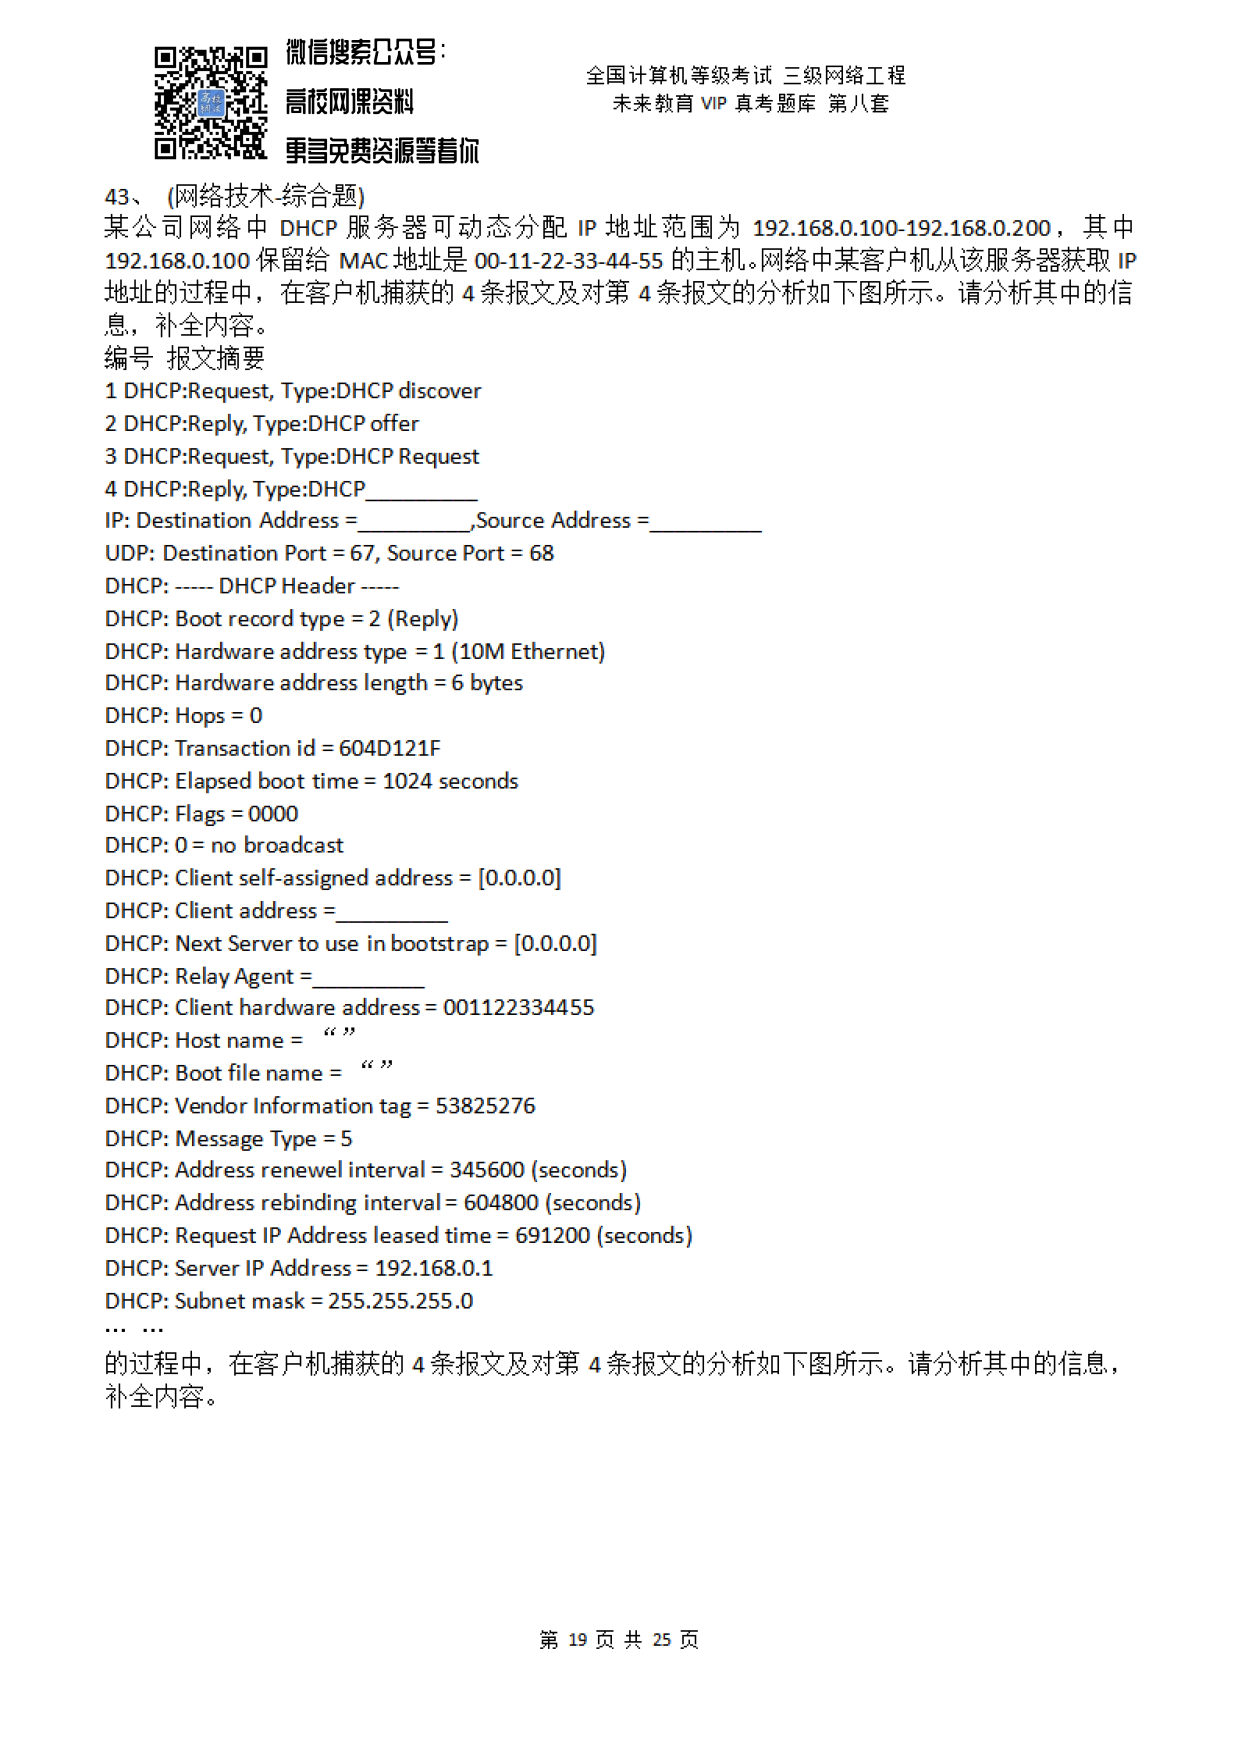 微信搜索公众号：
高校网课资料
更多免费资源等着你
全国计算机等级考试 三级网络工程
未来教育 VIP 真考题库 第八套
43、 (网络技术-综合题)
某公司网络中 DHCP 服务器可动态分配 IP 地址范围为 192.168.0.100-192.168.0.200，其中
192.168.0.100 保留给 MAC 地址是 00-11-22-33-44-55 的主机。网络中某客户机从该服务器获取 IP
地址的过程中，在客户机捕获的 4 条报文及对第 4 条报文的分析如下图所示。请分析其中的信
息，补全内容。
编号 报文摘要
1 DHCP:Request, Type:DHCP discover
2 DHCP:Reply, Type:DHCP offer
3 DHCP:Request, Type:DHCP Request
4 DHCP:Reply, Type:DHCP_________
IP: Destination Address =_________,Source Address =_________
UDP: Destination Port = 67, Source Port = 68
DHCP: ----- DHCP Header -----
DHCP: Boot record type = 2 (Reply)
DHCP: Hardware address type = 1 (10M Ethernet)
DHCP: Hardware address length = 6 bytes
DHCP: Hops = 0
DHCP: Transaction id = 604D121F
DHCP: Elapsed boot time = 1024 seconds
DHCP: Flags = 0000
DHCP: 0 = no broadcast
DHCP: Client self-assigned address = [0.0.0.0]
DHCP: Client address =_________
DHCP: Next Server to use in bootstrap = [0.0.0.0]
DHCP: Relay Agent =_________
DHCP: Client hardware address = 001122334455
DHCP: Host name = “ ”
DHCP: Boot file name = “ ”
DHCP: Vendor Information tag = 53825276
DHCP: Message Type = 5
DHCP: Address renewel interval = 345600 (seconds)
DHCP: Address rebinding interval = 604800 (seconds)
DHCP: Request IP Address leased time = 691200 (seconds)
DHCP: Server IP Address = 192.168.0.1
DHCP: Subnet mask = 255.255.255.0
… …
的过程中，在客户机捕获的 4 条报文及对第 4 条报文的分析如下图所示。请分析其中的信息，
补全内容。
第 19 页 共 25 页